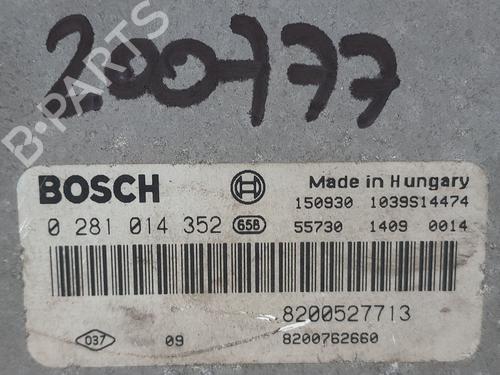 200777
B-PARTS
BOSCH
Made in Hungary
150930 1039S14474
0 281 014 352 658 55730 1409 0014
8200527713
037 09 8200762660